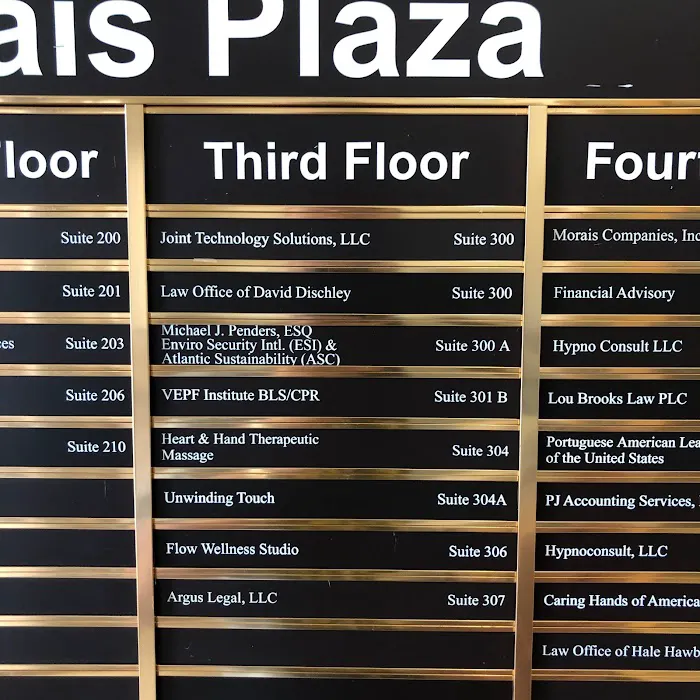 ais Plaza
Floor
Suite 200
Suite 201
ces Suite 203
Suite 206
Suite 210
Third Floor
Joint Technology Solutions, LLC Suite 300
Law Office of David Dischley Suite 300
Michael J. Penders, ESQ
Enviro Security Intl. (ESI) &
Atlantic Sustainability (ASC) Suite 300 A
VEPF Institute BLS/CPR Suite 301 B
Heart & Hand Therapeutic
Massage Suite 304
Unwinding Touch Suite 304A
Flow Wellness Studio Suite 306
Argus Legal, LLC Suite 307
Fourt
Morais Companies, Inc
Financial Advisory
Hypno Consult LLC
Lou Brooks Law PLC
Portuguese American Lea
of the United States
PJ Accounting Services,
Hypnoconsult, LLC
Caring Hands of America
Law Office of Hale Hawb